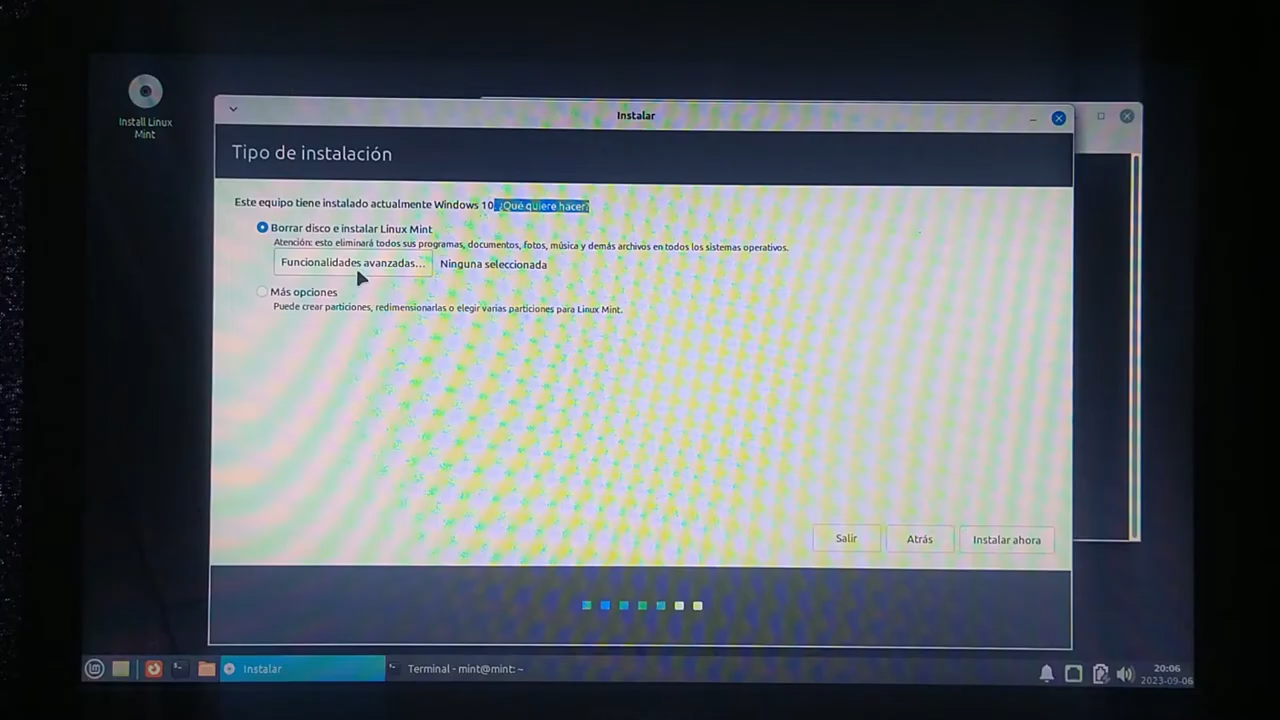 Install Linux
Mint
Instalar
Tipo de instalación
Este equipo tiene instalado actualmente Windows 10. ¿Qué quiere hacer?
Borrar disco e instalar Linux Mint
Atención: esto eliminará todos sus programas, documentos, fotos, música y demás archivos en todos los sistemas operativos.
Funcionalidades avanzadas... Ninguna seleccionada
Más opciones
Puede crear particiones, redimensionarlas o elegir varias particiones para Linux Mint.
Salir Atrás Instalar ahora
Instalar Terminal - mint@mint: ~
20:06
2023-09-06